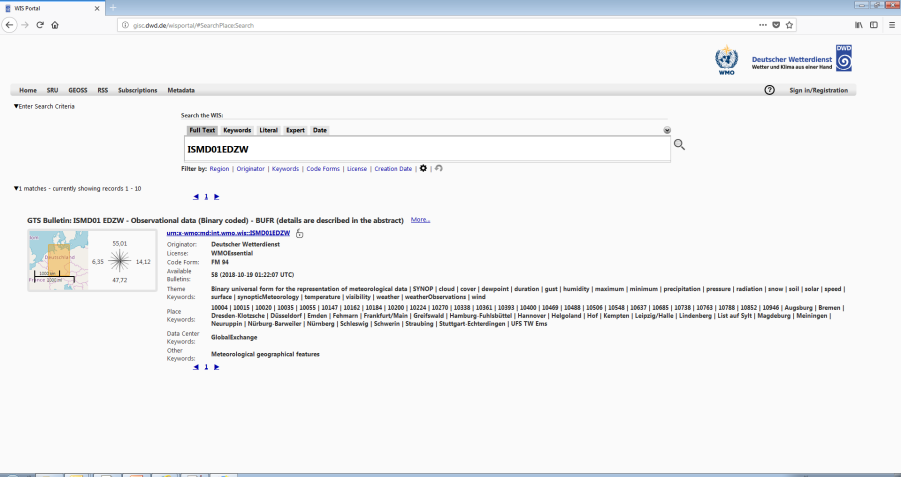 WIS Portal
gisc.dwd.de/wisportal/#SearchPlace:Search
WMO
Deutscher Wetterdienst
Wetter und Klima aus einer Hand
DWD
Home SRU GEOSS RSS Subscriptions Metadata
Sign in/Registration
▼Enter Search Criteria
Search the WIS:
Full Text Keywords Literal Expert Date
ISMD01EDZW
Filter by: Region | Originator | Keywords | Code Forms | License | Creation Date |
▼1 matches - currently showing records 1 - 10
1
GTS Bulletin: ISMD01 EDZW - Observational data (Binary coded) - BUFR (details are described in the abstract) More...
urn:x-wmo:md:int.wmo.wis::ISMD01EDZW
Deutschland
1000 km
55,01
6,35 14,12
47,72
Originator: Deutscher Wetterdienst
License: WMOEssential
Code Form: FM 94
Available Bulletins: 58 (2018-10-19 01:22:07 UTC)
Theme Keywords: Binary universal form for the representation of meteorological data | SYNOP | cloud | cover | dewpoint | duration | gust | humidity | maximum | minimum | precipitation | pressure | radiation | snow | soil | solar | speed |
surface | synopticMeteorology | temperature | visibility | weather | weatherObservations | wind
Place Keywords: 10004 | 10015 | 10020 | 10035 | 10055 | 10147 | 10162 | 10184 | 10200 | 10224 | 10270 | 10338 | 10361 | 10393 | 10400 | 10469 | 10488 | 10506 | 10548 | 10637 | 10685 | 10738 | 10763 | 10788 | 10852 | 10946 | Augsburg | Bremen |
Dresden-Klotzsche | Düsseldorf | Emden | Fehmarn | Frankfurt/Main | Greifswald | Hamburg-Fuhlsbüttel | Hannover | Helgoland | Hof | Kempten | Leipzig/Halle | Lindenberg | List auf Sylt | Magdeburg | Meiningen |
Neuruppin | Nürburg-Barweiler | Nürnberg | Schleswig | Schwerin | Straubing | Stuttgart-Echterdingen | UFS TW Ems
Data Center Keywords: GlobalExchange
Other Keywords: Meteorological geographical features
1